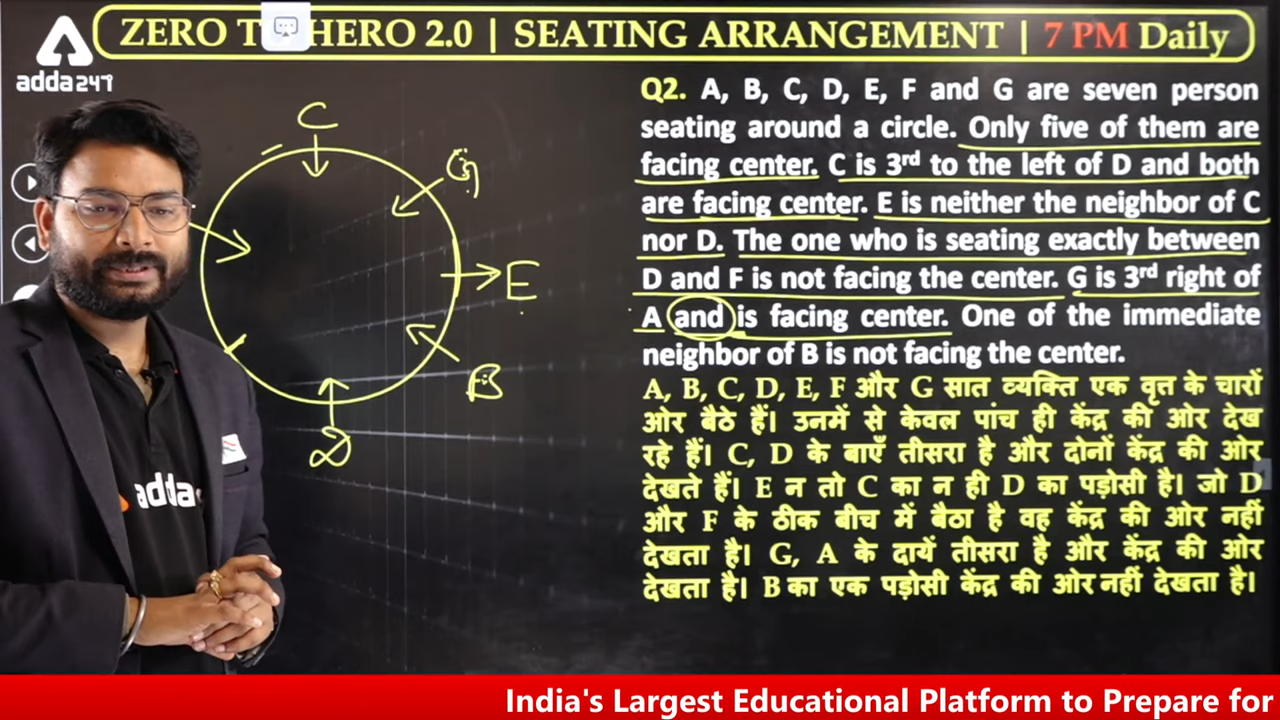 ZERO T HERO 2.0 | SEATING ARRANGEMENT | 7 PM Daily
adda247
Q2. A, B, C, D, E, F and G are seven person
seating around a circle. Only five of them are
facing center. C is 3rd to the left of D and both
are facing center. E is neither the neighbor of C
nor D. The one who is seating exactly between
D and F is not facing the center. G is 3rd right of
A and is facing center. One of the immediate
neighbor of B is not facing the center.
A, B, C, D, E, F और G सात व्यक्ति एक वृत्त के चारों
ओर बैठे हैं। उनमें से केवल पांच ही केंद्र की ओर देख
रहे हैं। C, D के बाएँ तीसरा है और दोनों केंद्र की ओर
देखते हैं। E न तो C का न ही D का पड़ोसी है। जो D
और F के ठीक बीच में बैठा है वह केंद्र की ओर नहीं
देखता है। G, A के दायें तीसरा है और केंद्र की ओर
देखता है। B का एक पड़ोसी केंद्र की ओर नहीं देखता है।
C
G
E
B
D
adda
India's Largest Educational Platform to Prepare for